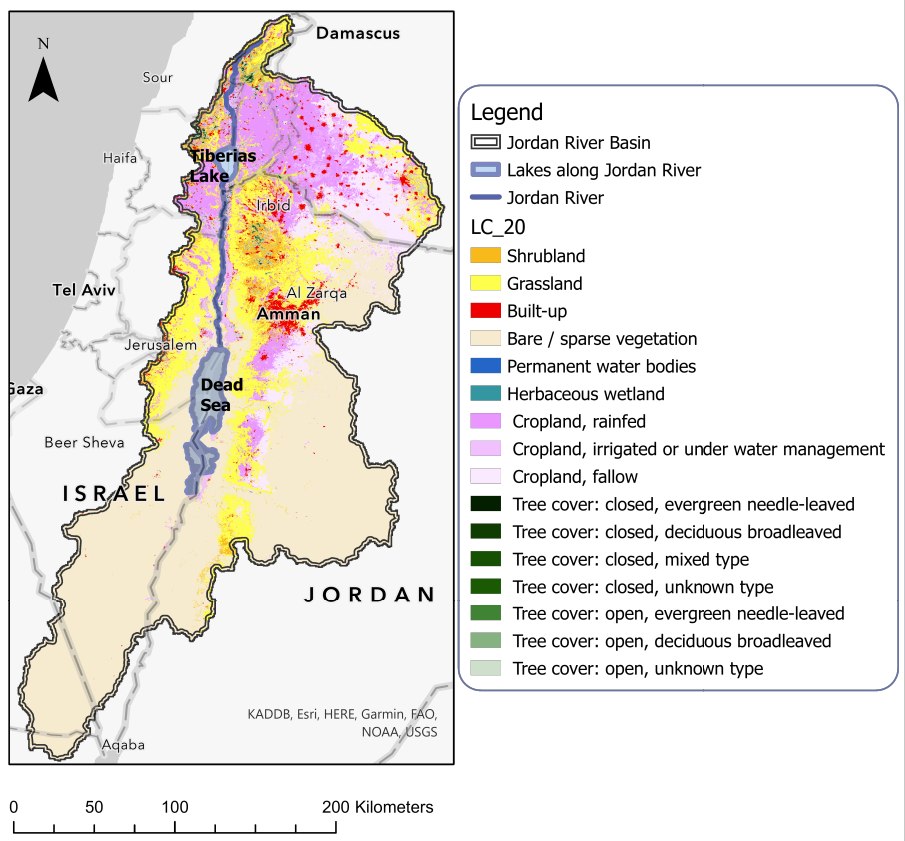 Damascus
N
Sour
Haifa
Tiberias
Lake
Irbid
Tel Aviv
Al Zarqa
Amman
Jerusalem
Dead
Sea
Gaza
Beer Sheva
ISRAEL
JORDAN
KADDB, Esri, HERE, Garmin, FAO,
NOAA, USGS
Aqaba
0 50 100 200 Kilometers
Legend
Jordan River Basin
Lakes along Jordan River
Jordan River
LC_20
Shrubland
Grassland
Built-up
Bare / sparse vegetation
Permanent water bodies
Herbaceous wetland
Cropland, rainfed
Cropland, irrigated or under water management
Cropland, fallow
Tree cover: closed, evergreen needle-leaved
Tree cover: closed, deciduous broadleaved
Tree cover: closed, mixed type
Tree cover: closed, unknown type
Tree cover: open, evergreen needle-leaved
Tree cover: open, deciduous broadleaved
Tree cover: open, unknown type